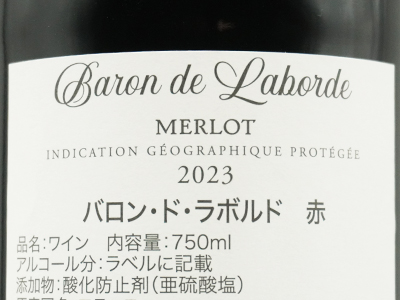 Baron de Laborde
MERLOT
INDICATION GÉOGRAPHIQUE PROTÉGÉE
2023
バロン・ド・ラボルド　赤
品名：ワイン　内容量：750ml
アルコール分：ラベルに記載
添加物：酸化防止剤（亜硫酸塩）